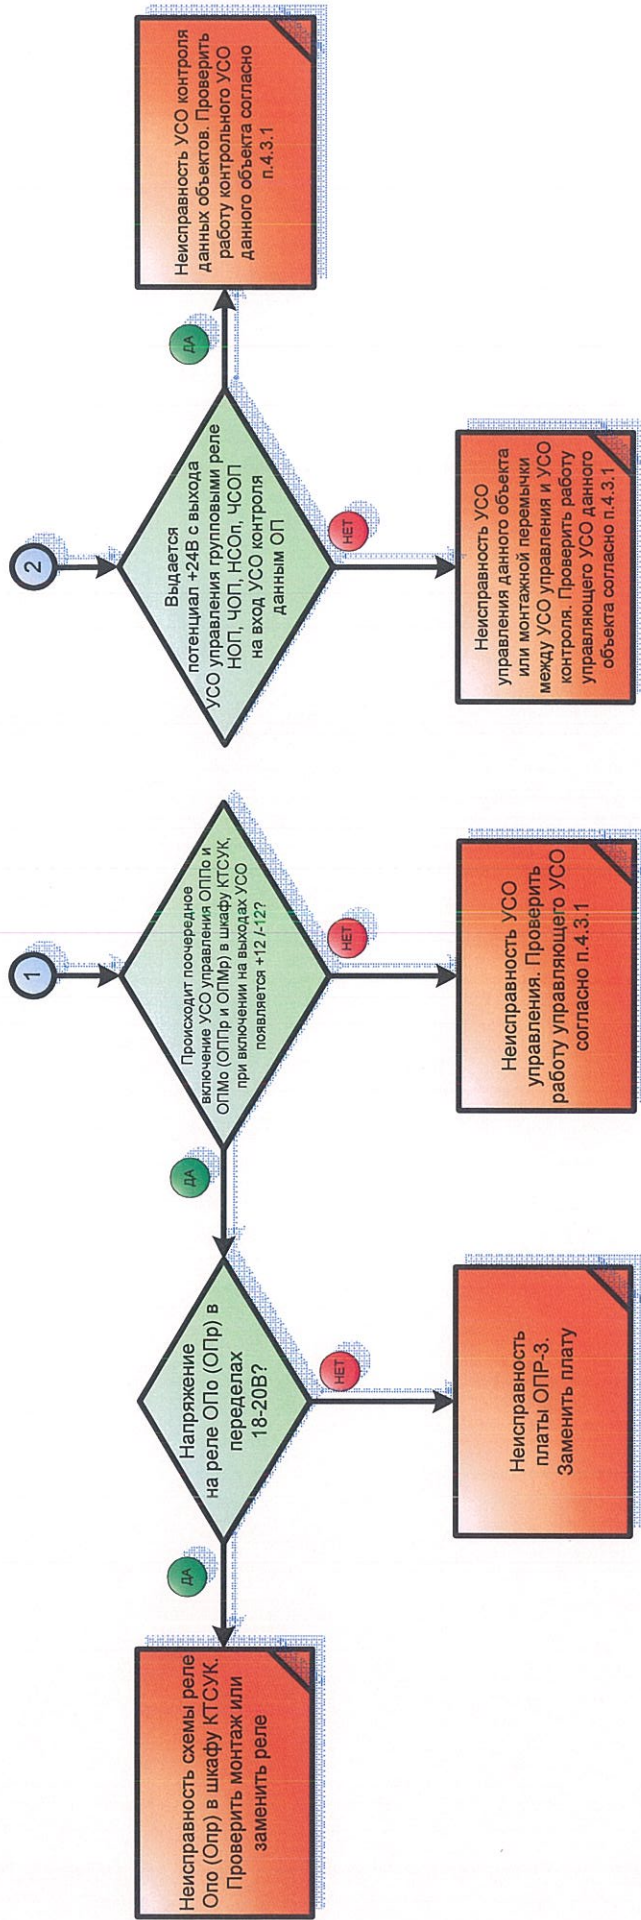 1
Происходит поочередное
включение УСО управления ОППо и
ОПМо (ОППр и ОПМр) в шкафу КТСУК,
при включении на выходах УСО
появляется +12 /-12?
ДА
НЕТ
Напряжение
на реле ОПо (ОПр) в
переделах
18-20В?
ДА
НЕТ
Неисправность схемы реле
Опо (Опр) в шкафу КТСУК.
Проверить монтаж или
заменить реле
Неисправность
платы ОПР-3.
Заменить плату
Неисправность УСО
управления. Проверить
работу управляющего УСО
согласно п.4.3.1
2
Выдается
потенциал +24В с выхода
УСО управления групповыми реле
НОП, ЧОП, НСОп, ЧСОП
на вход УСО контроля
данным ОП
ДА
НЕТ
Неисправность УСО контроля
данных объектов. Проверить
работу контрольного УСО
данного объекта согласно
п.4.3.1
Неисправность УСО
управления данного объекта
или монтажной перемычки
между УСО управления и УСО
контроля. Проверить работу
управляющего УСО данного
объекта согласно п.4.3.1